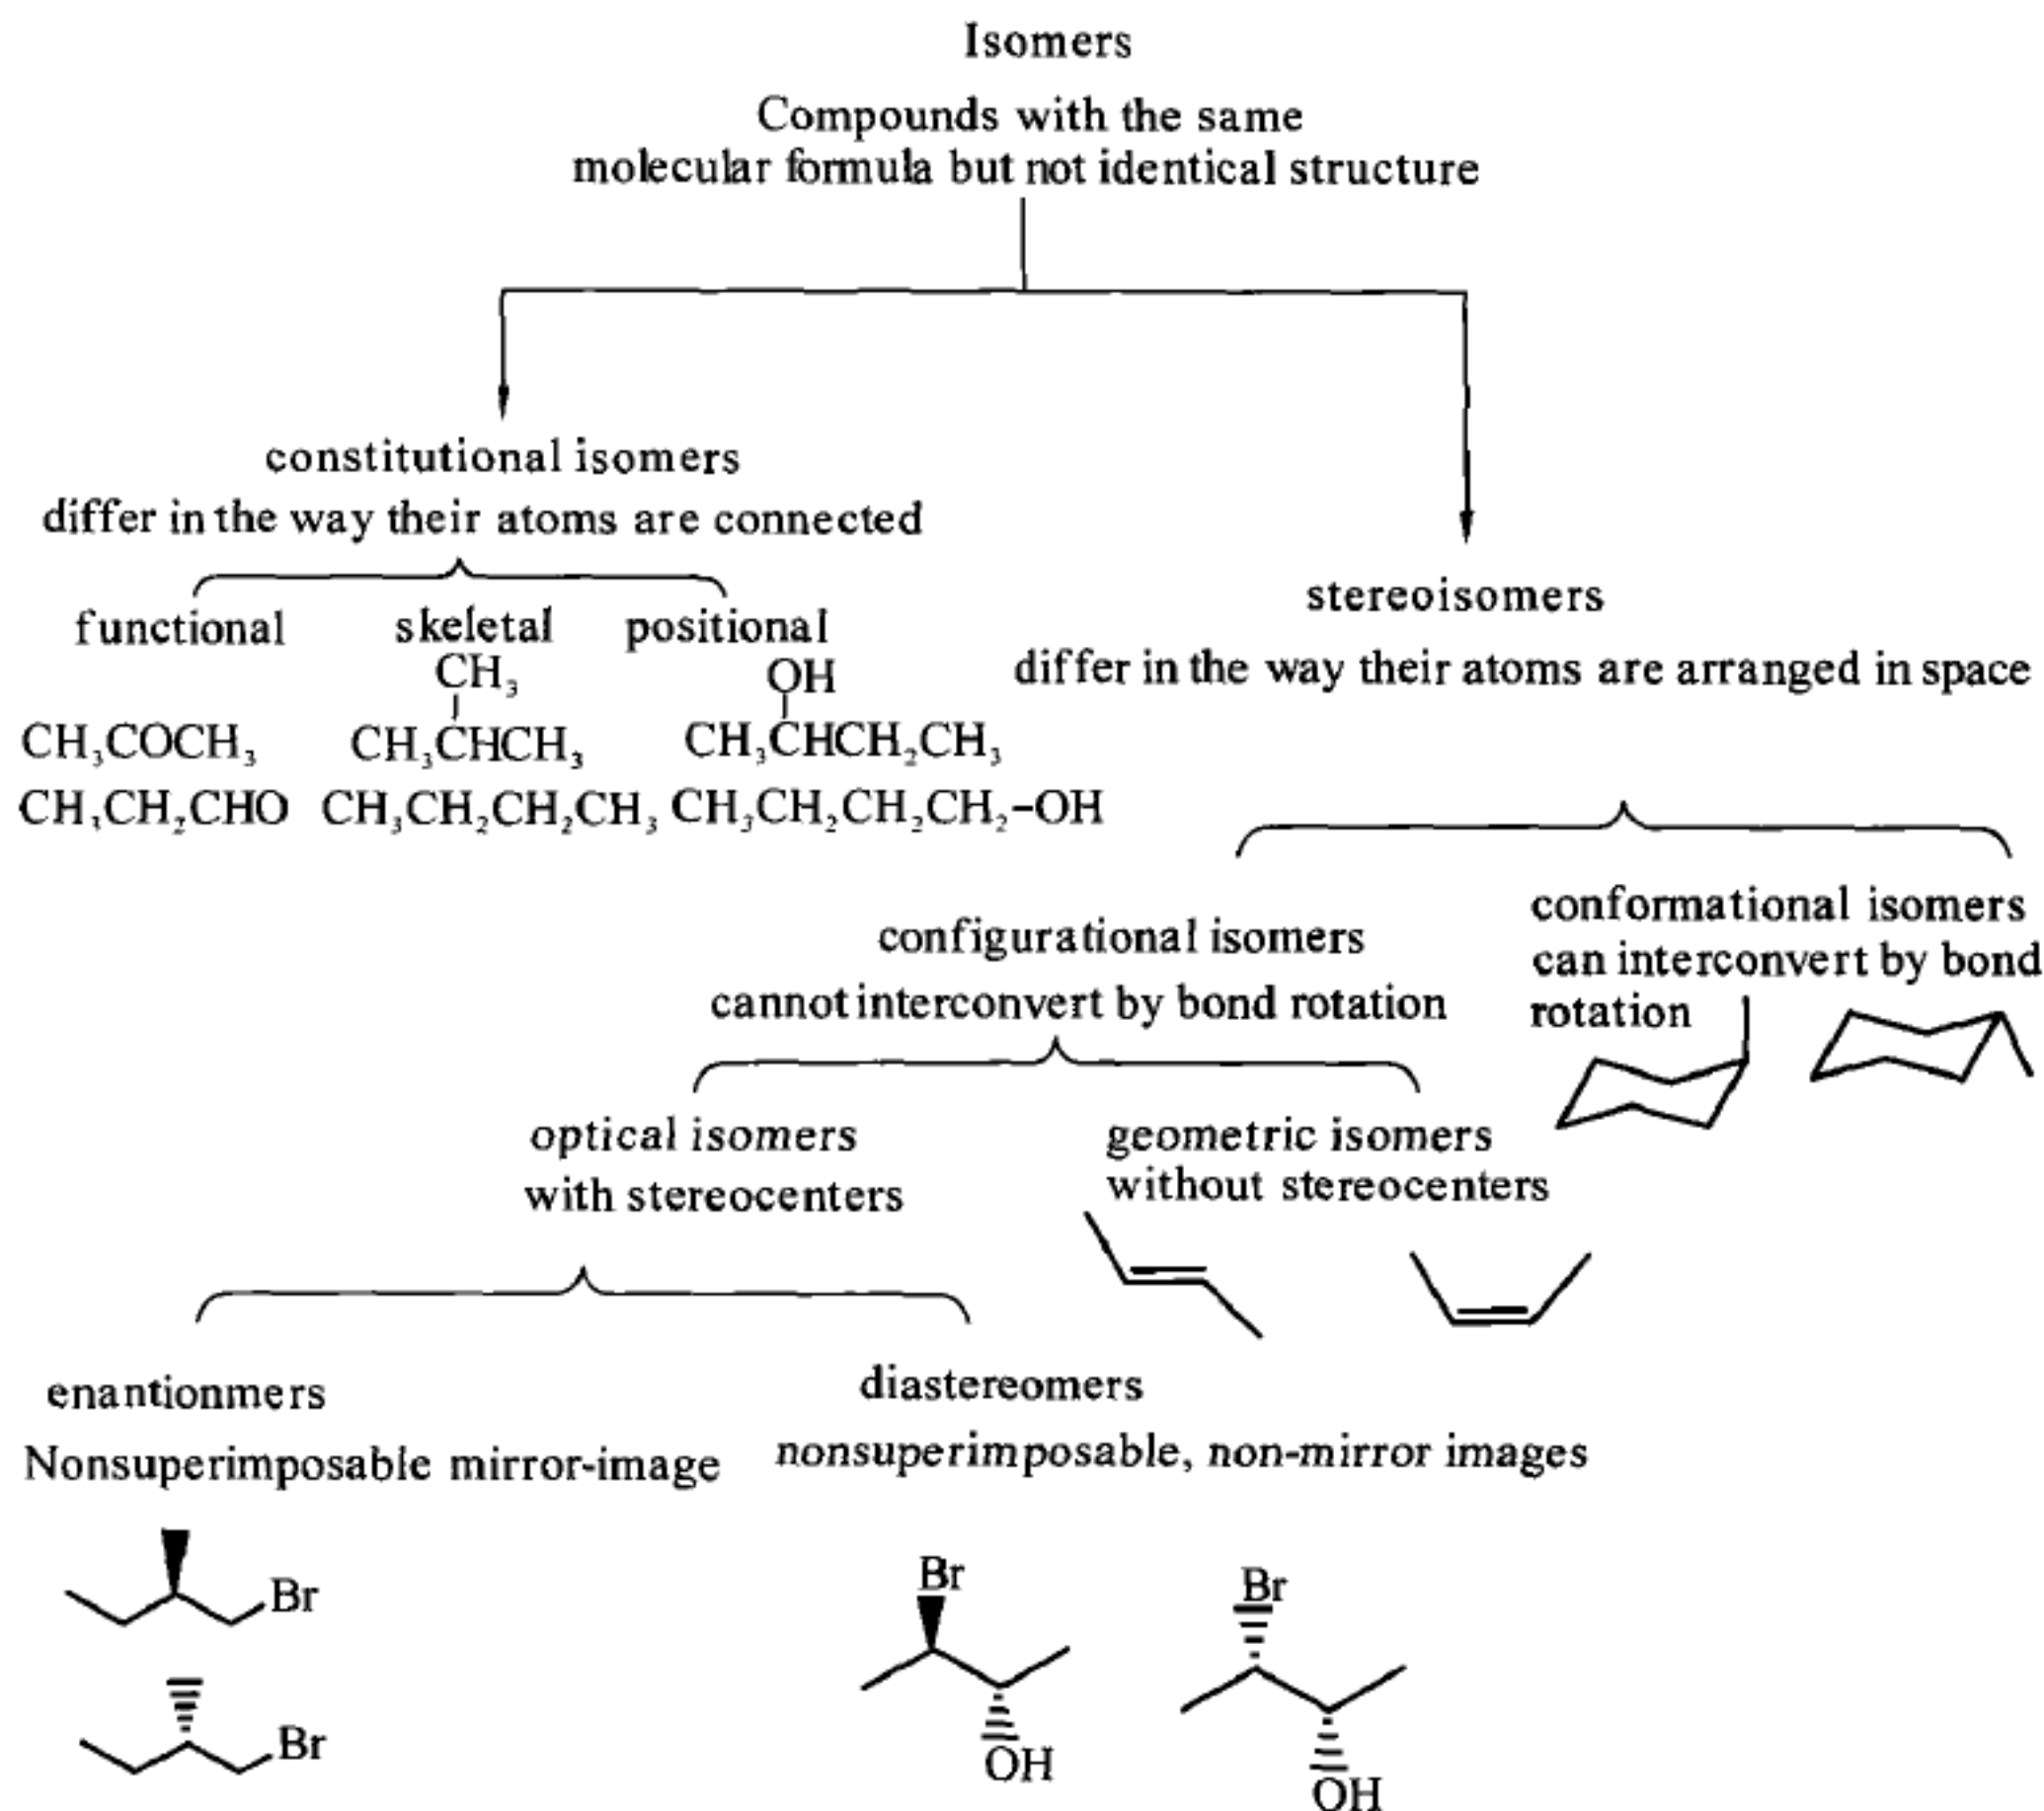 Isomers
Compounds with the same
molecular formula but not identical structure
constitutional isomers
differ in the way their atoms are connected
functional skeletal positional
CH₃ OH
CH₃COCH₃ CH₃CHCH₃ CH₃CHCH₂CH₃
CH₃CH₂CHO CH₃CH₂CH₂CH₃ CH₃CH₂CH₂CH₂-OH
stereoisomers
differ in the way their atoms are arranged in space
configurational isomers
cannot interconvert by bond rotation
conformational isomers
can interconvert by bond
rotation
optical isomers
with stereocenters
geometric isomers
without stereocenters
enantionmers
Nonsuperimposable mirror-image
diastereomers
nonsuperimposable, non-mirror images
Br
Br
Br
OH
Br
OH